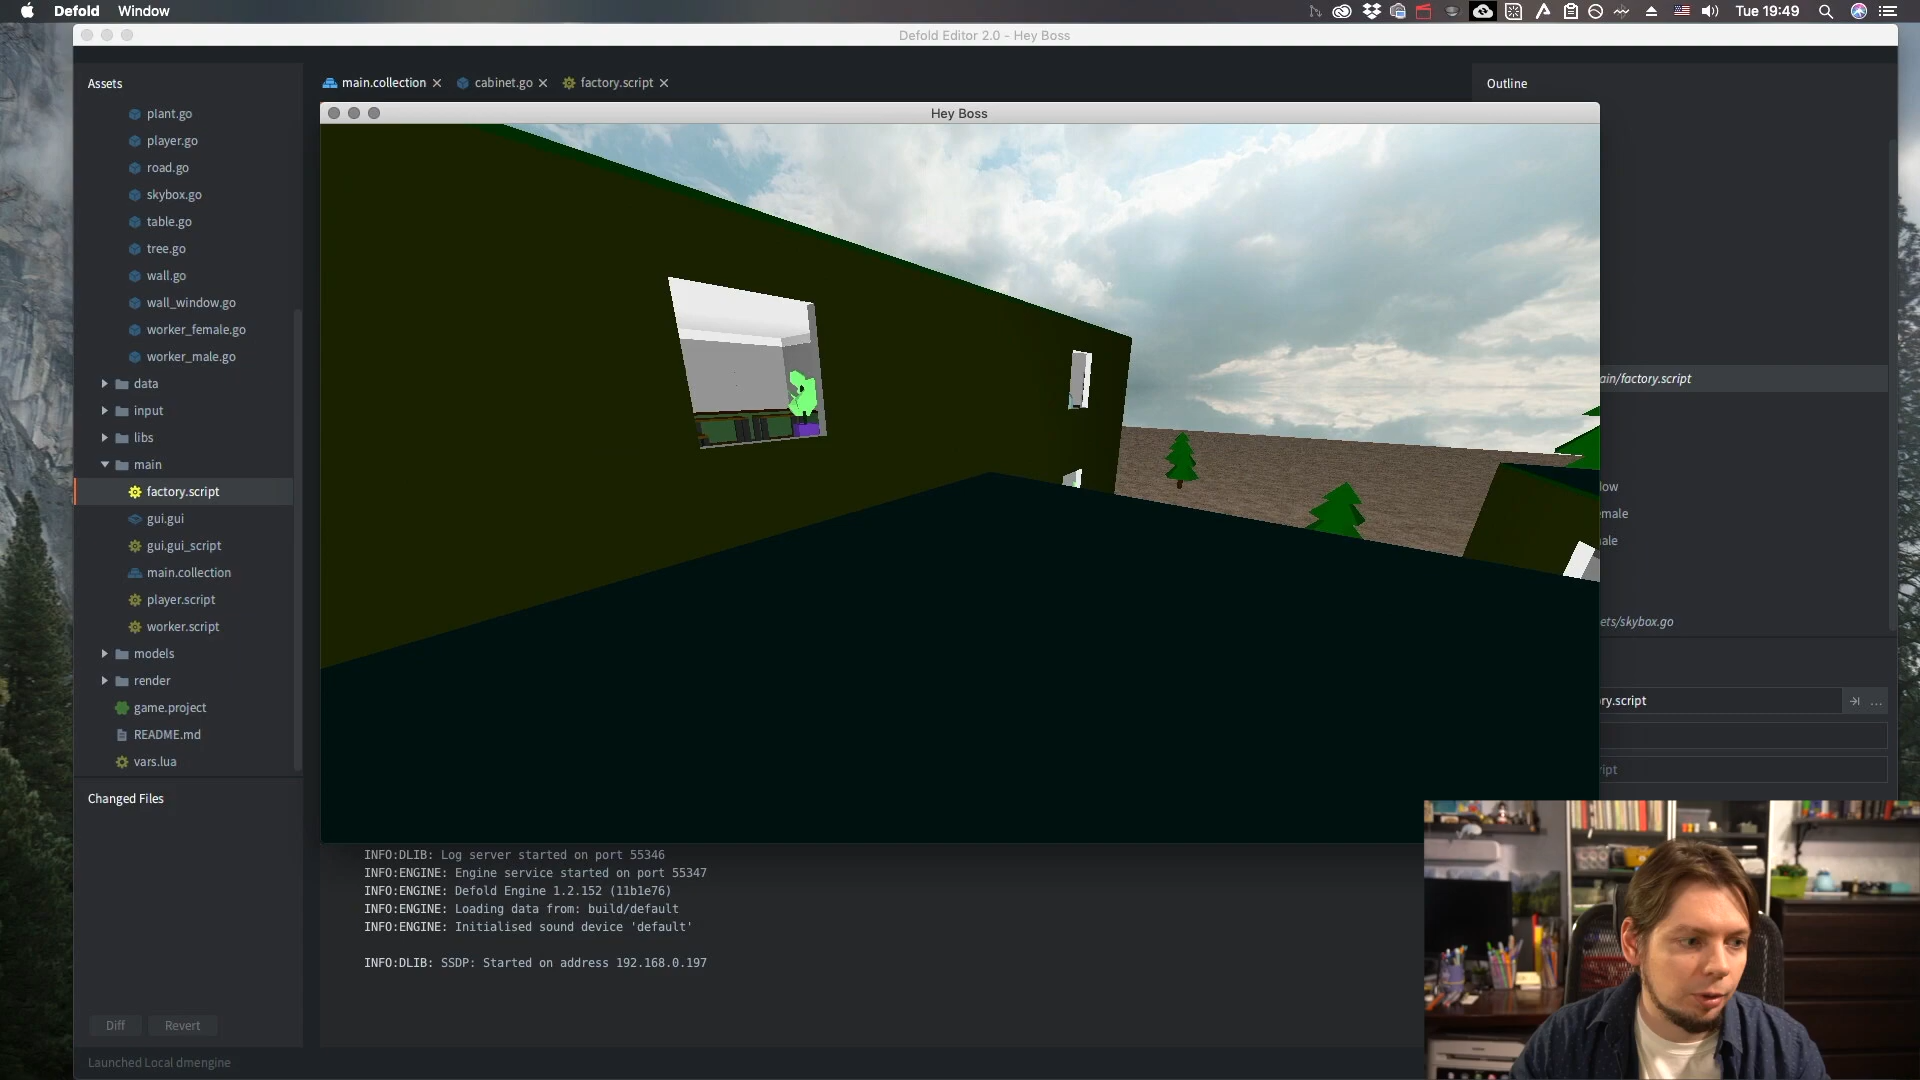 Defold Window Tue 19:49
Defold Editor 2.0 - Hey Boss
Assets
main.collection
cabinet.go
factory.script
Outline
Hey Boss
plant.go
player.go
road.go
skybox.go
table.go
tree.go
wall.go
wall_window.go
worker_female.go
worker_male.go
data
input
libs
main
factory.script
gui.gui
gui.gui_script
main.collection
player.script
worker.script
models
render
game.project
README.md
vars.lua
Changed Files
Diff Revert
Launched Local dmengine
ain/factory.script
low
emale
ale
ets/skybox.go
ry.script
...
ript
INFO:DLIB: Log server started on port 55346
INFO:ENGINE: Engine service started on port 55347
INFO:ENGINE: Defold Engine 1.2.152 (11b1e76)
INFO:ENGINE: Loading data from: build/default
INFO:ENGINE: Initialised sound device 'default'
INFO:DLIB: SSDP: Started on address 192.168.0.197